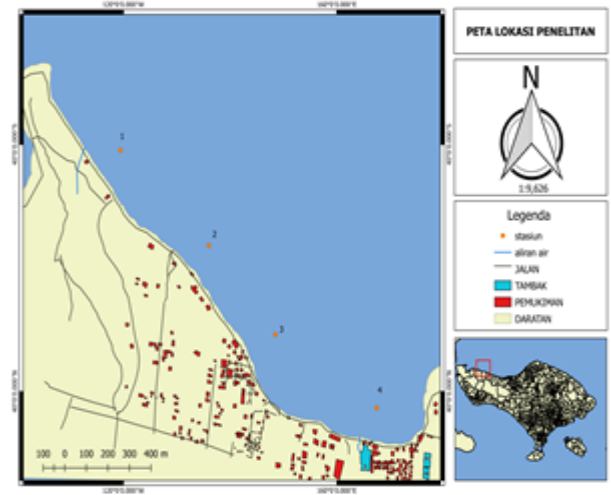 PETA LOKASI PENELITAN
N
1:9,626
Legenda
stasiun
aliran air
JALAN
TAMBAK
PEMUKIMAN
DARATAN
1
2
3
4
100 0 100 200 300 400 m